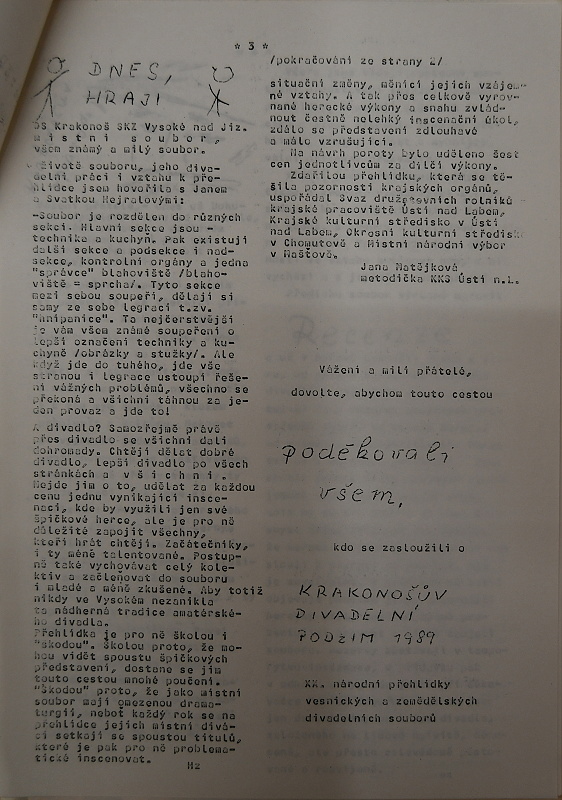 * 3 *
DNES,
HRAJI
DS Krakonoš SKZ Vysoké nad Jiz.
m í s t n í   s o u b o r ,
všem známý a milý soubor.
O životě souboru, jeho diva-
delní práci i vztahu k pře-
hlídce jsem hovořila s Janem
a Svatkou Hejralovými:
-Soubor je rozdělen do různých
sekcí. Hlavní sekce jsou -
technika a kuchyň. Pak existují
další sekce a podsekce i nad-
sekce, kontrolní orgány a jedna
"správce" blahoviště /blaho-
viště = sprcha/. Tyto sekce
mezi sebou soupeří, dělají si
samy ze sebe legraci t.zv.
"hnipanice". Ta nejčerstvější
je vám všem známé soupeření o
lepší označení techniky a ku-
chyně /obrázky a stužky/. Ale
když jde do tuhého, jde vše
stranou i legrace ustoupí řeše-
ní vážných problémů, všechno se
překoná a všichni táhnou za je-
den provaz a jde to!
A divadlo? Samozřejmě právě
přes divadlo se všichni dali
dohromady. Chtějí dělat dobré
divadlo, lepší divadlo po všech
stránkách a v š i c h n i .
Nejde jim o to, udělat za každou
cenu jednu vynikající insce-
naci, kde by využili jen své
špičkové herce, ale je pro ně
důležité zapojit všechny,
kteří hrát chtějí. Začátečníky,
i ty méně talentované. Postup-
ně také vychovávat celý kole-
ktiv a začleňovat do souboru
i mladé a méně zkušené. Aby totiž
nikdy ve Vysokém nezanikla
ta nádherná tradice amatérské-
ho divadla.
Přehlídka je pro ně školou i
"škodou". Školou proto, že mo-
hou vidět spoustu špičkových
představení, dostane se jim
touto cestou mnohé poučení.
"Škodou" proto, že jako místní
soubor mají omezenou drama-
turgii, neboť každý rok se na
přehlídce jejich místní divá-
ci setkají se spoustou titulů,
které je pak pro ně problema-
tické inscenovat.
Hz
/pokračování ze strany 2/
situační změny, měnící jejich vzájem-
né vztahy. A tak přes celkově vyrov-
nané herecké výkony a snahu zvlád-
nout čestně nelehký inscenační úkol,
zdálo se představení zdlouhavé
a málo vzrušující.
Na návrh poroty bylo uděleno šest
cen jednotlivcům za dílčí výkony.
Zdařilou přehlídku, která se tě-
šila pozornosti krajských orgánů,
uspořádal Svaz družstevních rolníků
krajské pracoviště Ústí nad Labem,
Krajské kulturní středisko v Ústí
nad Labem, Okresní kulturní středisk
v Chomutově a Místní národní výbor
v Mašťově.
Jana Matějková
metodička KKS Ústí n.L.
Vážení a milí přátelé,
dovolte, abychom touto cestou
poděkovali
všem,
kdo se zasloužili o
KRAKONOŠŮV
DIVADELNÍ
PODZIM 1989
XX. národní přehlídky
vesnických a zemědělských
divadelních souborů